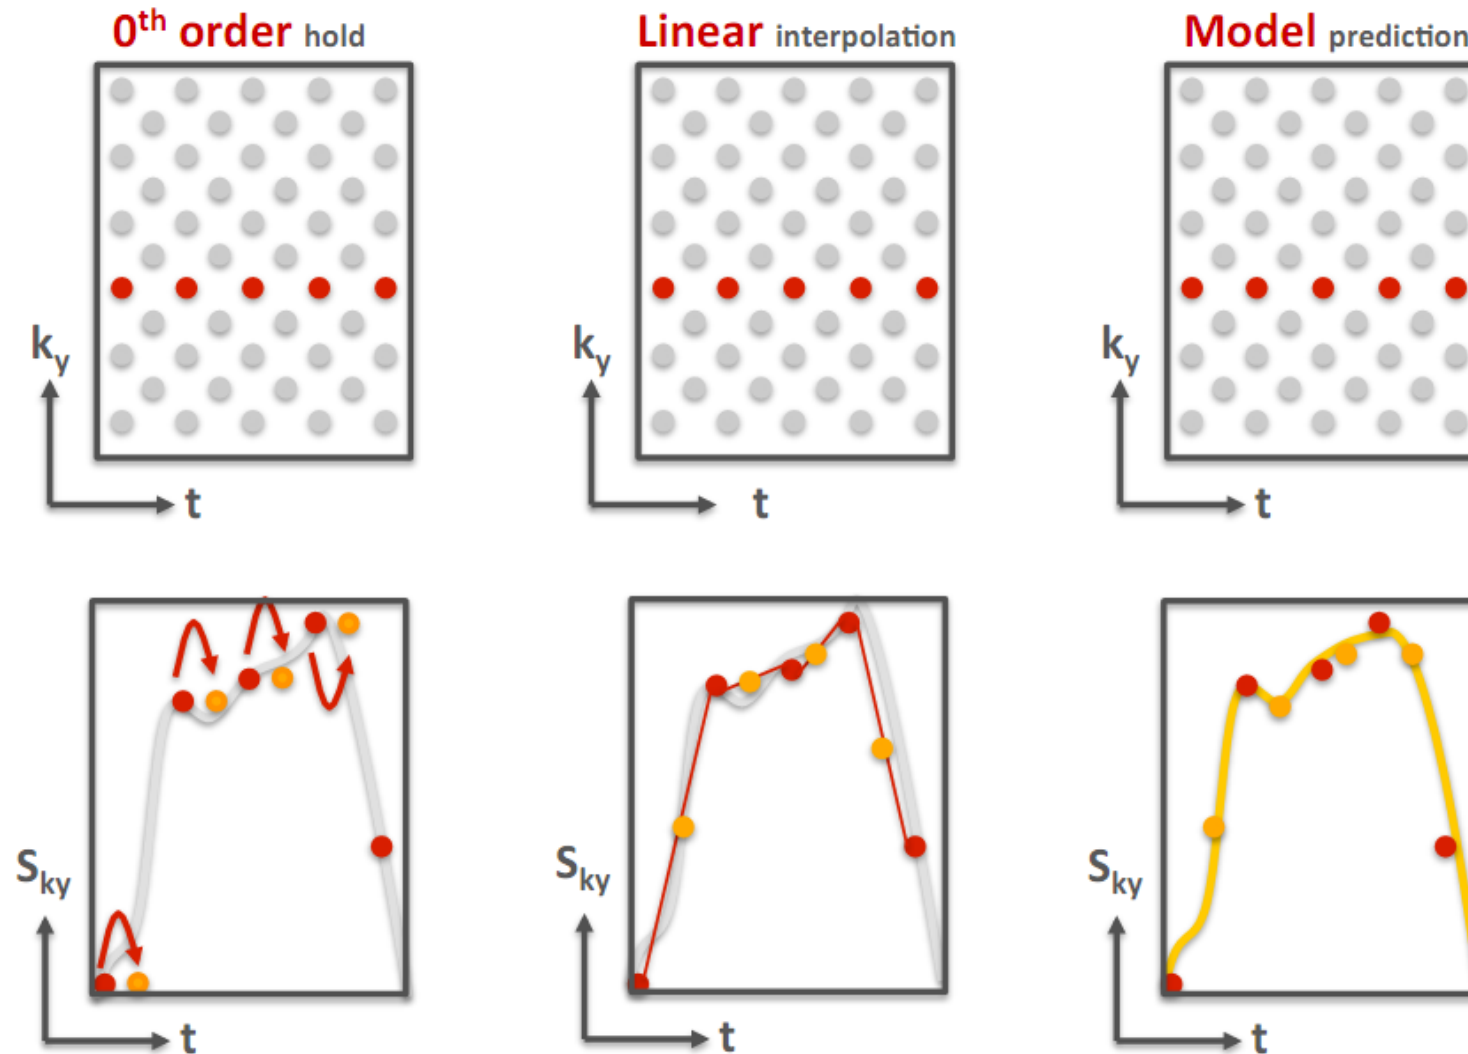 0th order hold
Linear interpolation
Model prediction
ky
t
ky
t
ky
t
Sky
t
Sky
t
Sky
t